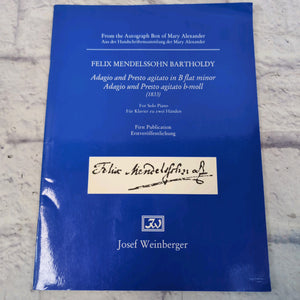 From the Autograph Box of Mary Alexander
Aus der Handschriftensammlung der Mary Alexander
FELIX MENDELSSOHN BARTHOLDY
Adagio and Presto agitato in B flat minor
Adagio und Presto agitato b-moll
(1833)
For Solo Piano
Für Klavier zu zwei Händen
First Publication
Erstveröffentlichung
Felix Mendelssohn
JW
Josef Weinberger